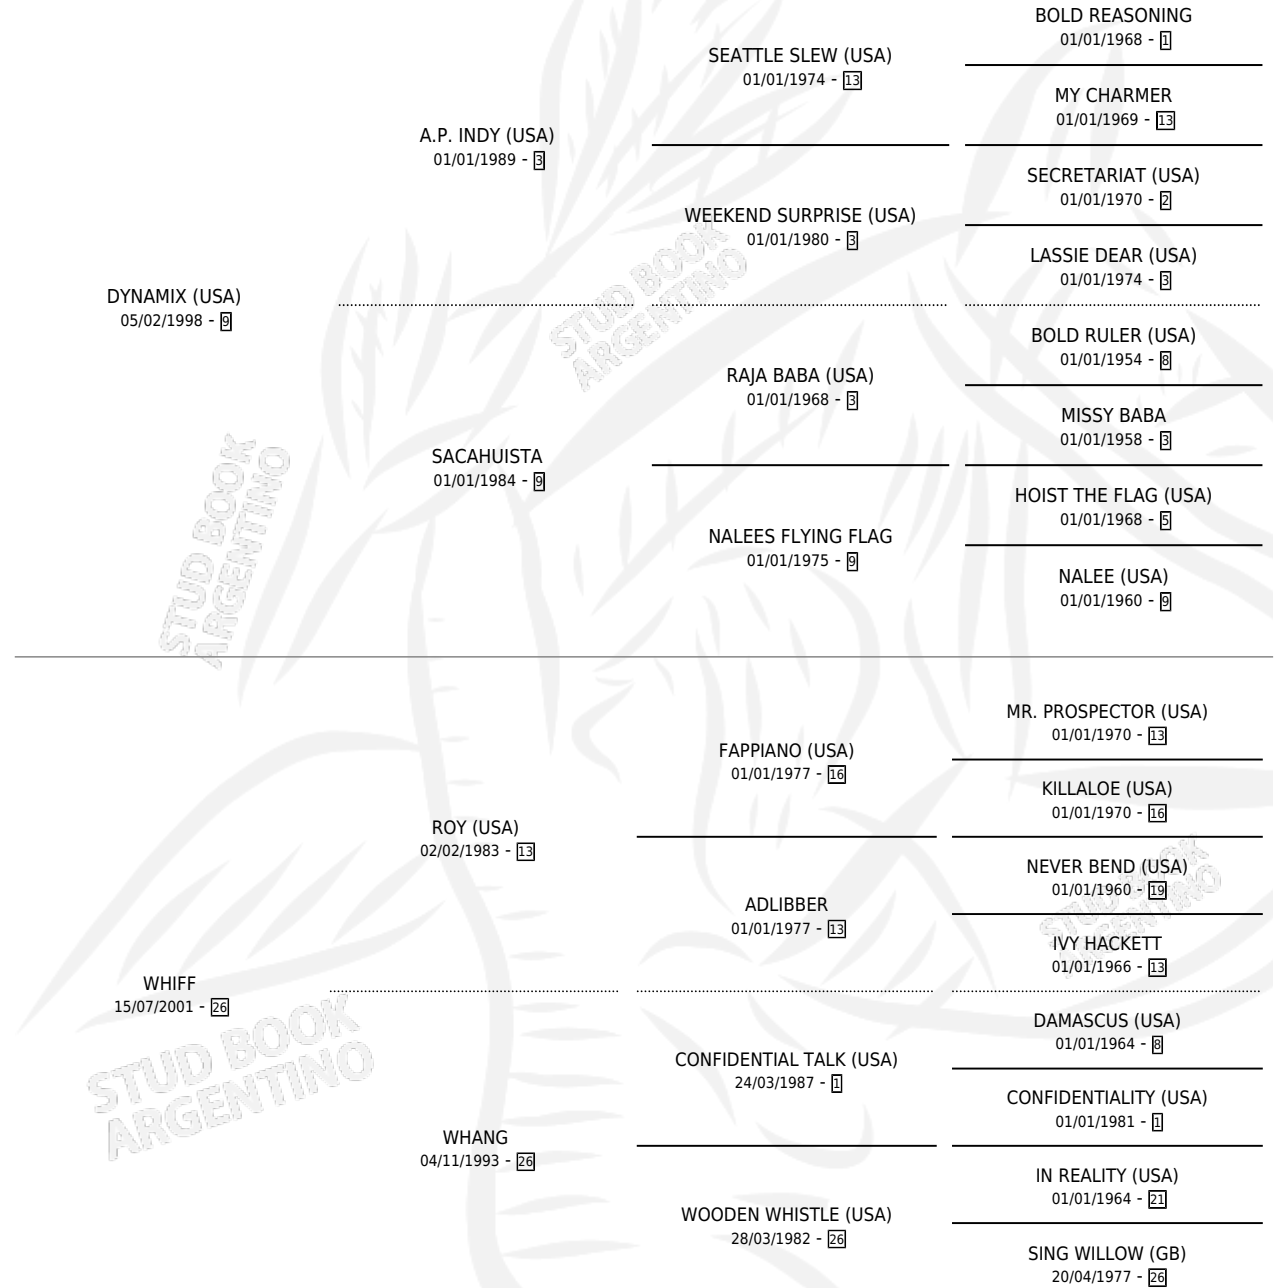 BOLD REASONING
01/01/1968 - 1
SEATTLE SLEW (USA)
01/01/1974 - 13
MY CHARMER
01/01/1969 - 13
A.P. INDY (USA)
01/01/1989 - 3
SECRETARIAT (USA)
01/01/1970 - 2
WEEKEND SURPRISE (USA)
01/01/1980 - 3
LASSIE DEAR (USA)
01/01/1974 - 3
DYNAMIX (USA)
05/02/1998 - 9
STUD BOOK
ARGENTINO
BOLD RULER (USA)
01/01/1954 - 8
RAJA BABA (USA)
01/01/1968 - 3
MISSY BABA
01/01/1958 - 3
SACAHUISTA
01/01/1984 - 9
HOIST THE FLAG (USA)
01/01/1968 - 5
NALEES FLYING FLAG
01/01/1975 - 9
NALEE (USA)
01/01/1960 - 9
STUD BOOK
ARGENTINO
MR. PROSPECTOR (USA)
01/01/1970 - 13
FAPPIANO (USA)
01/01/1977 - 16
KILLALOE (USA)
01/01/1970 - 16
ROY (USA)
02/02/1983 - 13
NEVER BEND (USA)
01/01/1960 - 19
ADLIBBER
01/01/1977 - 13
IVY HACKETT
01/01/1966 - 13
STUD BOOK
ARGENTINO
WHIFF
15/07/2001 - 26
DAMASCUS (USA)
01/01/1964 - 8
CONFIDENTIAL TALK (USA)
24/03/1987 - 1
CONFIDENTIALITY (USA)
01/01/1981 - 1
STUD BOOK
ARGENTINO
WHANG
04/11/1993 - 26
IN REALITY (USA)
01/01/1964 - 21
WOODEN WHISTLE (USA)
28/03/1982 - 26
SING WILLOW (GB)
20/04/1977 - 26